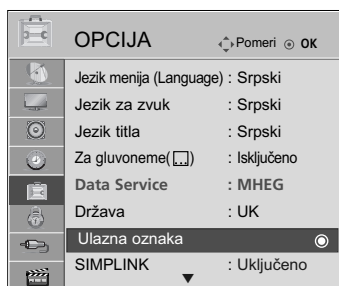 OPCIJA Pomeri OK
Jezik menija (Language) : Srpski
Jezik za zvuk : Srpski
Jezik titla : Srpski
Za gluvoneme( ) : Isključeno
Data Service : MHEG
Država : UK
Ulazna oznaka
SIMPLINK : Uključeno